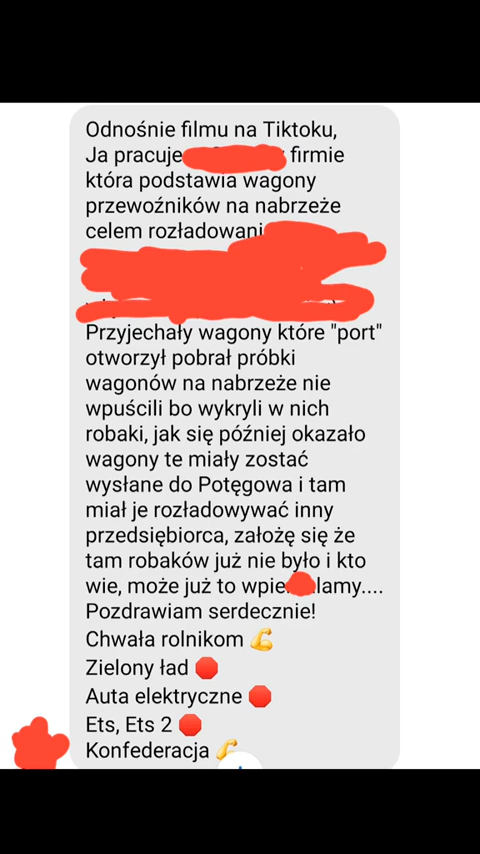 Odnośnie filmu na Tiktoku,
Ja pracuje firmie
która podstawia wagony
przewoźników na nabrzeże
celem rozładowani
Przyjechały wagony które "port"
otworzył pobrał próbki
wagonów na nabrzeże nie
wpuścili bo wykryli w nich
robaki, jak się później okazało
wagony te miały zostać
wysłane do Potęgowa i tam
miał je rozładowywać inny
przedsiębiorca, założę się że
tam robaków już nie było i kto
wie, może już to wpie lamy....
Pozdrawiam serdecznie!
Chwała rolnikom 💪
Zielony ład 🛑
Auta elektryczne 🛑
Ets, Ets 2 🛑
Konfederacja 💪